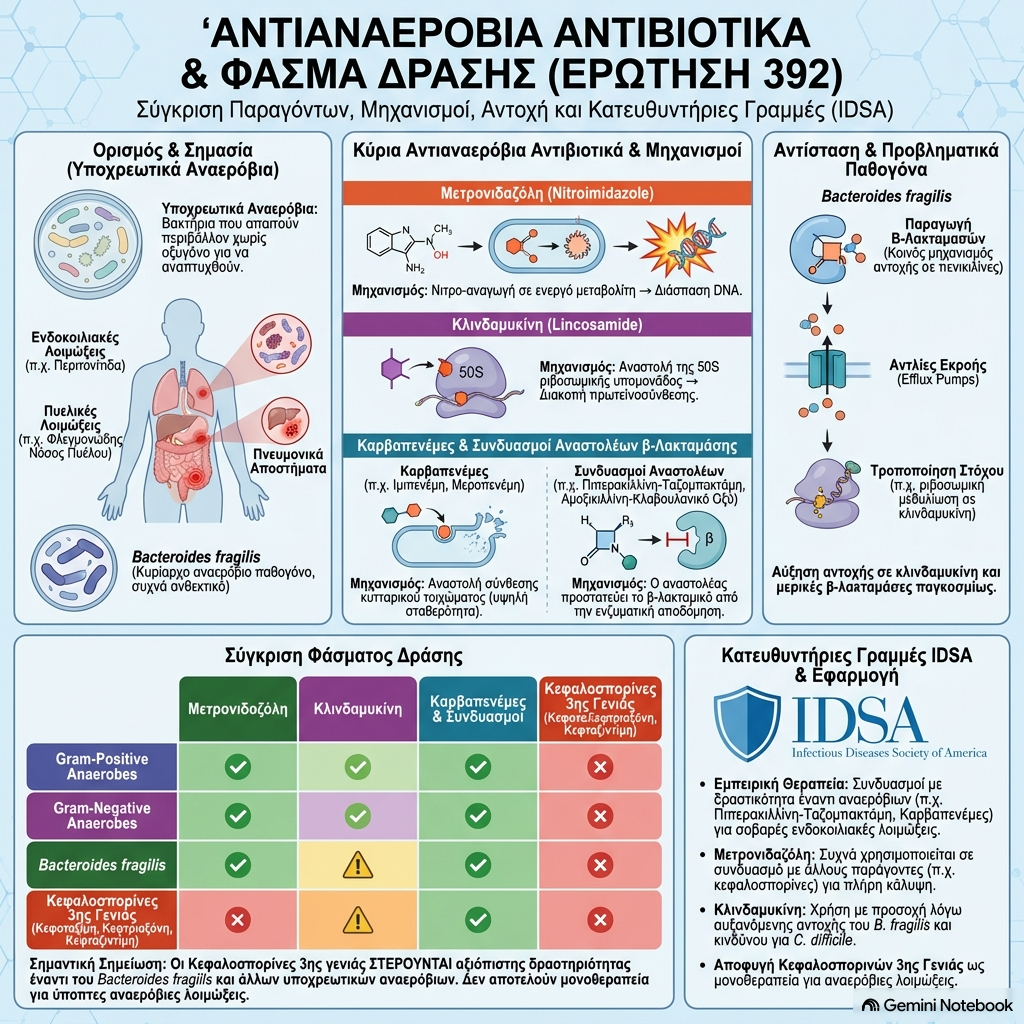 ‘ΑΝΤΙΑΝΑΕΡΟΒΙΑ ΑΝΤΙΒΙΟΤΙΚΑ
& ΦΑΣΜΑ ΔΡΑΣΗΣ (ΕΡΩΤΗΣΗ 392)
Σύγκριση Παραγόντων, Μηχανισμοί, Αντοχή και Κατευθυντήριες Γραμμές (IDSA)
Ορισμός & Σημασία
(Υποχρεωτικά Αναερόβια)
Υποχρεωτικά Αναερόβια:
Βακτήρια που απαιτούν
περιβάλλον χωρίς
οξυγόνο για να
αναπτυχθούν.
Ενδοκοιλιακές
Λοιμώξεις
(π.χ.
Πυελικές
Λοιμώξεις
(π.χ. Φλεγμονώδης
Νόσος Πυέλου)
Πνευμονικά
Αποστήματα
Bacteroides fragilis
(Κυρίαρχο αναερόβιο παθογόνο,
συχνά ανθεκτικό)
Κύρια Αντιαναερόβια Αντιβιοτικά & Μηχανισμοί
Μετρονιδαζόλη (Nitroimidazole)
N
N
N
CH₃
OH
NH₂
Μηχανισμός: Νιτρο-αναγωγή σε ενεργό μεταβολίτη → Διάσπαση DNA.
Κλινδαμυκίνη (Lincosamide)
50S
Μηχανισμός: Αναστολή της 50S
ριβοσωμικής υπομονάδος →
Διακοπή πρωτεϊνοσύνθεσης.
Καρβαπενέμες & Συνδυασμοί Αναστολέων β-Λακταμάσης
Καρβαπενέμες
(π.χ. Ιμιπενέμη, Μεροπενέμη)
Μηχανισμός: Αναστολή σύνθεσης
κυτταρικού τοιχώματος (υψηλή
σταθερότητα).
Συνδυασμοί Αναστολέων
(π.χ. Πιπερακιλλίνη-Ταζομπακτάμη,
Αμοξικιλλίνη-Κλαβουλανικό Οξύ)
H
R₃
O
N
β
Μηχανισμός: Ο αναστολέας
προστατεύει το β-λακταμικό από
την ενζυματική αποδόμηση.
Αντίσταση & Προβληματικά
Παθογόνα
Bacteroides fragilis
Παραγωγή
Β-Λακταμασών
(Κοινός μηχανισμός
αντοχής σε πενικιλίνες)
Αντλίες Εκροής
(Efflux Pumps)
Τροποποίηση Στόχου
(π.χ. ριβοσωμική
κλινδαμυκίνη)
Αύξηση αντοχής σε κλινδαμυκίνη και
μερικές β-λακταμάσες παγκοσμίως.
Σύγκριση Φάσματος Δράσης
Μετρονιδοζόλη
Κλινδαμυκίνη
Καρβαπενέμες
& Συνδυασμοί
Κεφαλοσπορίνες
3ης Γενιάς
Gram-Positive
Anaerobes
Gram-Negative
Anaerobes
Bacteroides fragilis
Κεφαλοσπορίνες
3ης Γενιάς
Σημαντική Σημείωση: Οι Κεφαλοσπορίνες 3ης γενιάς ΣΤΕΡΟΥΝΤΑΙ αξιόπιστης δραστηριότητας
έναντι του Bacteroides fragilis και άλλων υποχρεωτικών αναερόβιων. Δεν αποτελούν μονοθεραπεία
για ύποπτες αναερόβιες λοιμώξεις.
Κατευθυντήριες Γραμμές IDSA
& Εφαρμογή
IDSA
Infectious Diseases Society of America
• Εμπειρική Θεραπεία: Συνδυασμοί με
δραστικότητα έναντι αναερόβιων (π.χ.
Πιπερακιλλίνη-Ταζομπακτάμη, Καρβαπενέμες)
για σοβαρές ενδοκοιλιακές λοιμώξεις.
• Μετρονιδαζόλη: Συχνά χρησιμοποιείται σε
συνδυασμό με άλλους παράγοντες (π.χ.
κεφαλοσπορίνες) για πλήρη κάλυψη.
• Κλινδαμυκίνη: Χρήση με προσοχή λόγω
αυξανόμενης αντοχής του B. fragilis και
κινδύνου για C. difficile.
• Αποφυγή Κεφαλοσπορινών 3ης Γενιάς ως
μονοθεραπεία για αναερόβιες λοιμώξεις.
Gemini Notebook